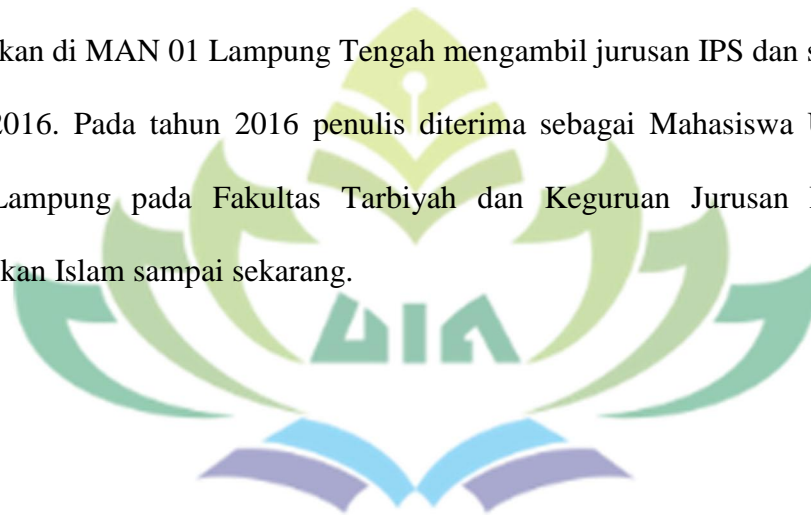 kan di MAN 01 Lampung Tengah mengambil jurusan IPS dan s
2016. Pada tahun 2016 penulis diterima sebagai Mahasiswa
Lampung pada Fakultas Tarbiyah dan Keguruan Jurusan
kan Islam sampai sekarang.
UIN